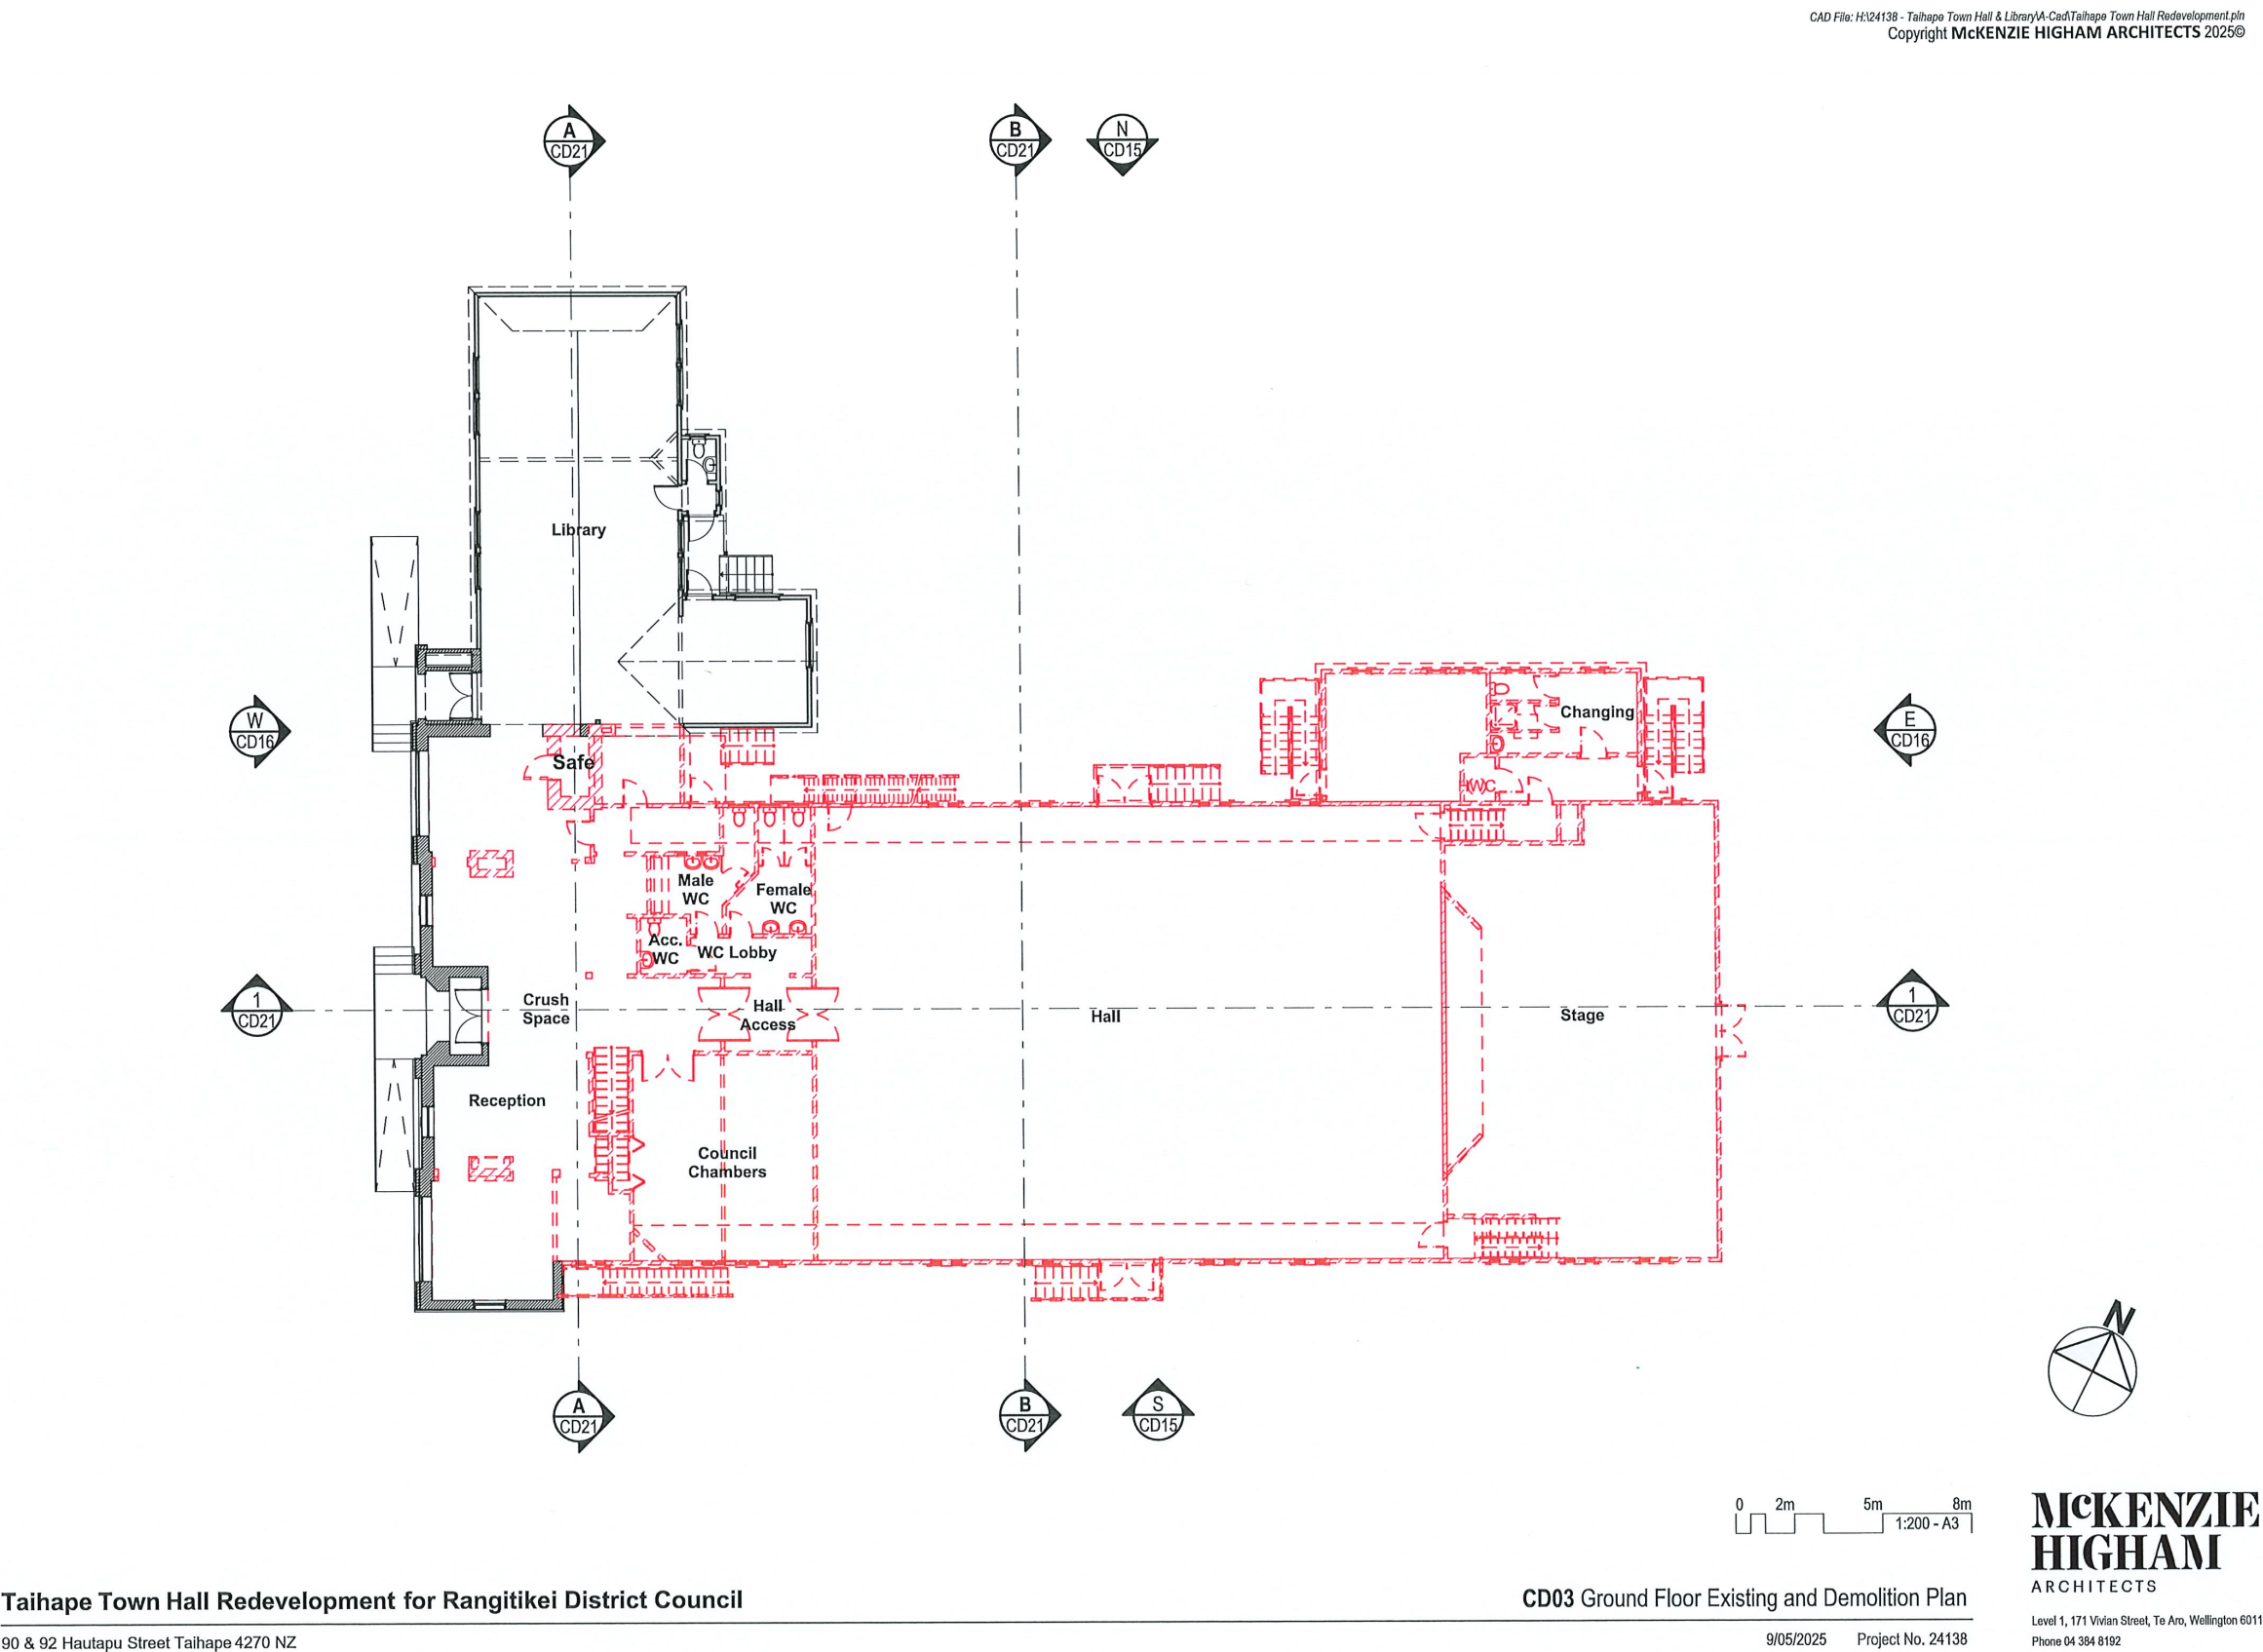 CAD File: H:\24138 - Taihape Town Hall & Library\A-Cad\Taihape Town Hall Redevelopment.pln
Copyright McKENZIE HIGHAM ARCHITECTS 2025©
A
CD21
B
CD21
N
CD15
Library
W
CD16
E
CD16
Changing
Safe
WC
Male
WC
Female
WC
Acc.
WC
WC Lobby
1
CD21
Crush
Space
Hall
Access
Hall
Stage
1
CD21
Reception
Council
Chambers
N
A
CD21
B
CD21
S
CD15
0 2m 5m 8m
1:200 - A3
McKENZIE
HIGHAM
ARCHITECTS
Taihape Town Hall Redevelopment for Rangitikei District Council
CD03 Ground Floor Existing and Demolition Plan
Level 1, 171 Vivian Street, Te Aro, Wellington 6011
90 & 92 Hautapu Street Taihape 4270 NZ
9/05/2025 Project No. 24138
Phone 04 384 8192